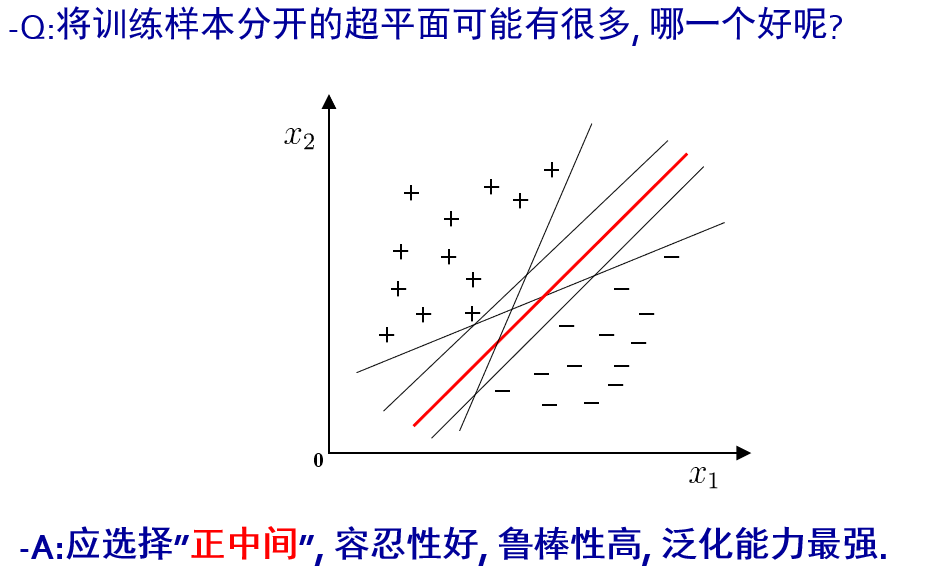 -Q:将训练样本分开的超平面可能有很多, 哪一个好呢?
x2
0
x1
-A:应选择"正中间", 容忍性好, 鲁棒性高, 泛化能力最强.